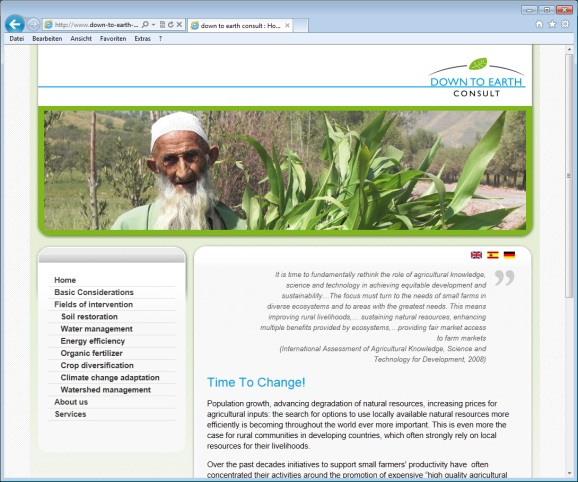 http://www.down-to-earth-...
down to earth consult : Ho...
Datei Bearbeiten Ansicht Favoriten Extras ?
DOWN TO EARTH
CONSULT
It is time to fundamentally rethink the role of agricultural knowledge,
science and technology in achieving equitable development and
sustainability…The focus must turn to the needs of small farms in
diverse ecosystems and to areas with the greatest needs. This means
improving rural livelihoods,… sustaining natural resources, enhancing
multiple benefits provided by ecosystems,…providing fair market access
to farm markets
(International Assessment of Agricultural Knowledge, Science and
Technology for Development, 2008)
Home
Basic Considerations
Fields of intervention
Soil restoration
Water management
Energy efficiency
Organic fertilizer
Crop diversification
Climate change adaptation
Watershed management
About us
Services
Time To Change!
Population growth, advancing degradation of natural resources, increasing prices for
agricultural inputs: the search for options to use locally available natural resources more
efficiently is becoming throughout the world ever more important. This is even more the
case for rural communities in developing countries, which often strongly rely on local
resources for their livelihoods.
Over the past decades initiatives to support small farmers' productivity have often
concentrated their activities around the promotion of expensive "high quality agricultural